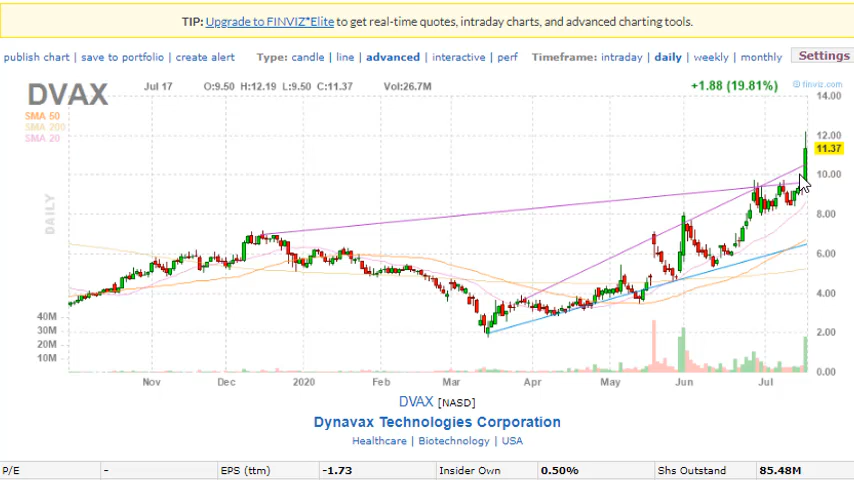 TIP: Upgrade to FINVIZ*Elite to get real-time quotes, intraday charts, and advanced charting tools.
publish chart | save to portfolio | create alert Type: candle | line | advanced | interactive | perf Timeframe: intraday | daily | weekly | monthly Settings
DVAX Jul 17 O:9.50 H:12.19 L:9.50 C:11.37 Vol:26.7M +1.88 (19.81%) © finviz.com
SMA 50
SMA 200
SMA 20
DAILY
14.00
12.00
11.37
10.00
8.00
6.00
4.00
2.00
0.00
40M
30M
20M
10M
Nov Dec 2020 Feb Mar Apr May Jun Jul
DVAX [NASD]
Dynavax Technologies Corporation
Healthcare | Biotechnology | USA
P/E - EPS (ttm) -1.73 Insider Own 0.50% Shs Outstand 85.48M